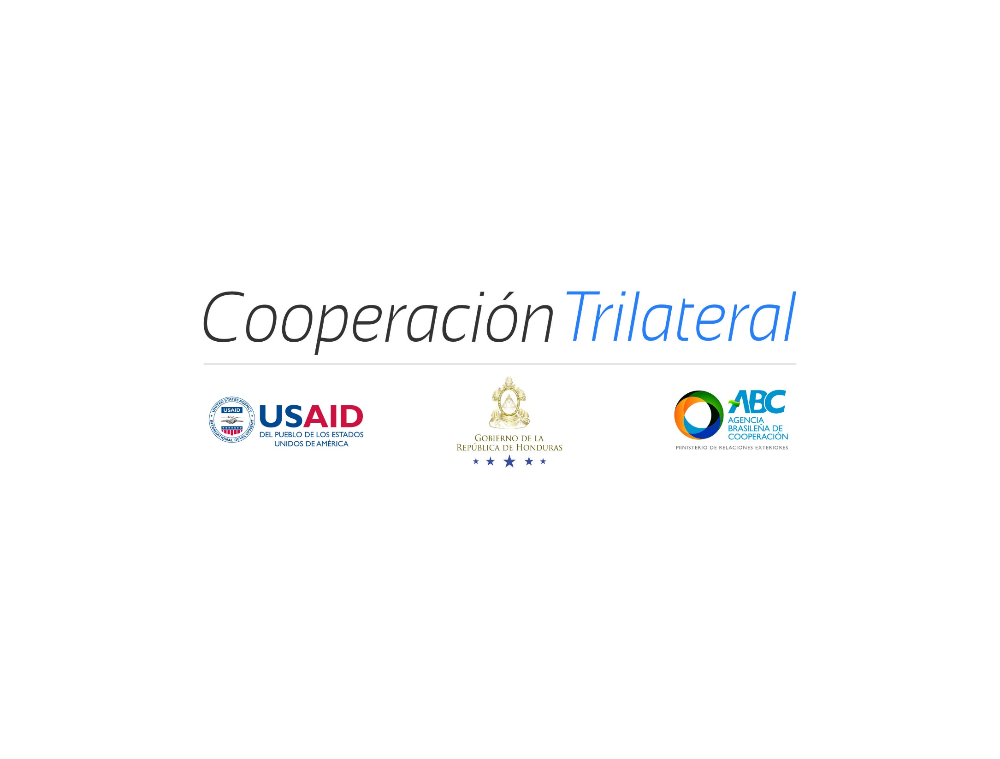 Cooperación Trilateral
UNITED STATES AGENCY
USAID
INTERNATIONAL DEVELOPMENT
USAID
DEL PUEBLO DE LOS ESTADOS
UNIDOS DE AMÉRICA
GOBIERNO DE LA
REPÚBLICA DE HONDURAS
ABC
AGENCIA
BRASILEÑA DE
COOPERACIÓN
MINISTERIO DE RELACIONES EXTERIORES